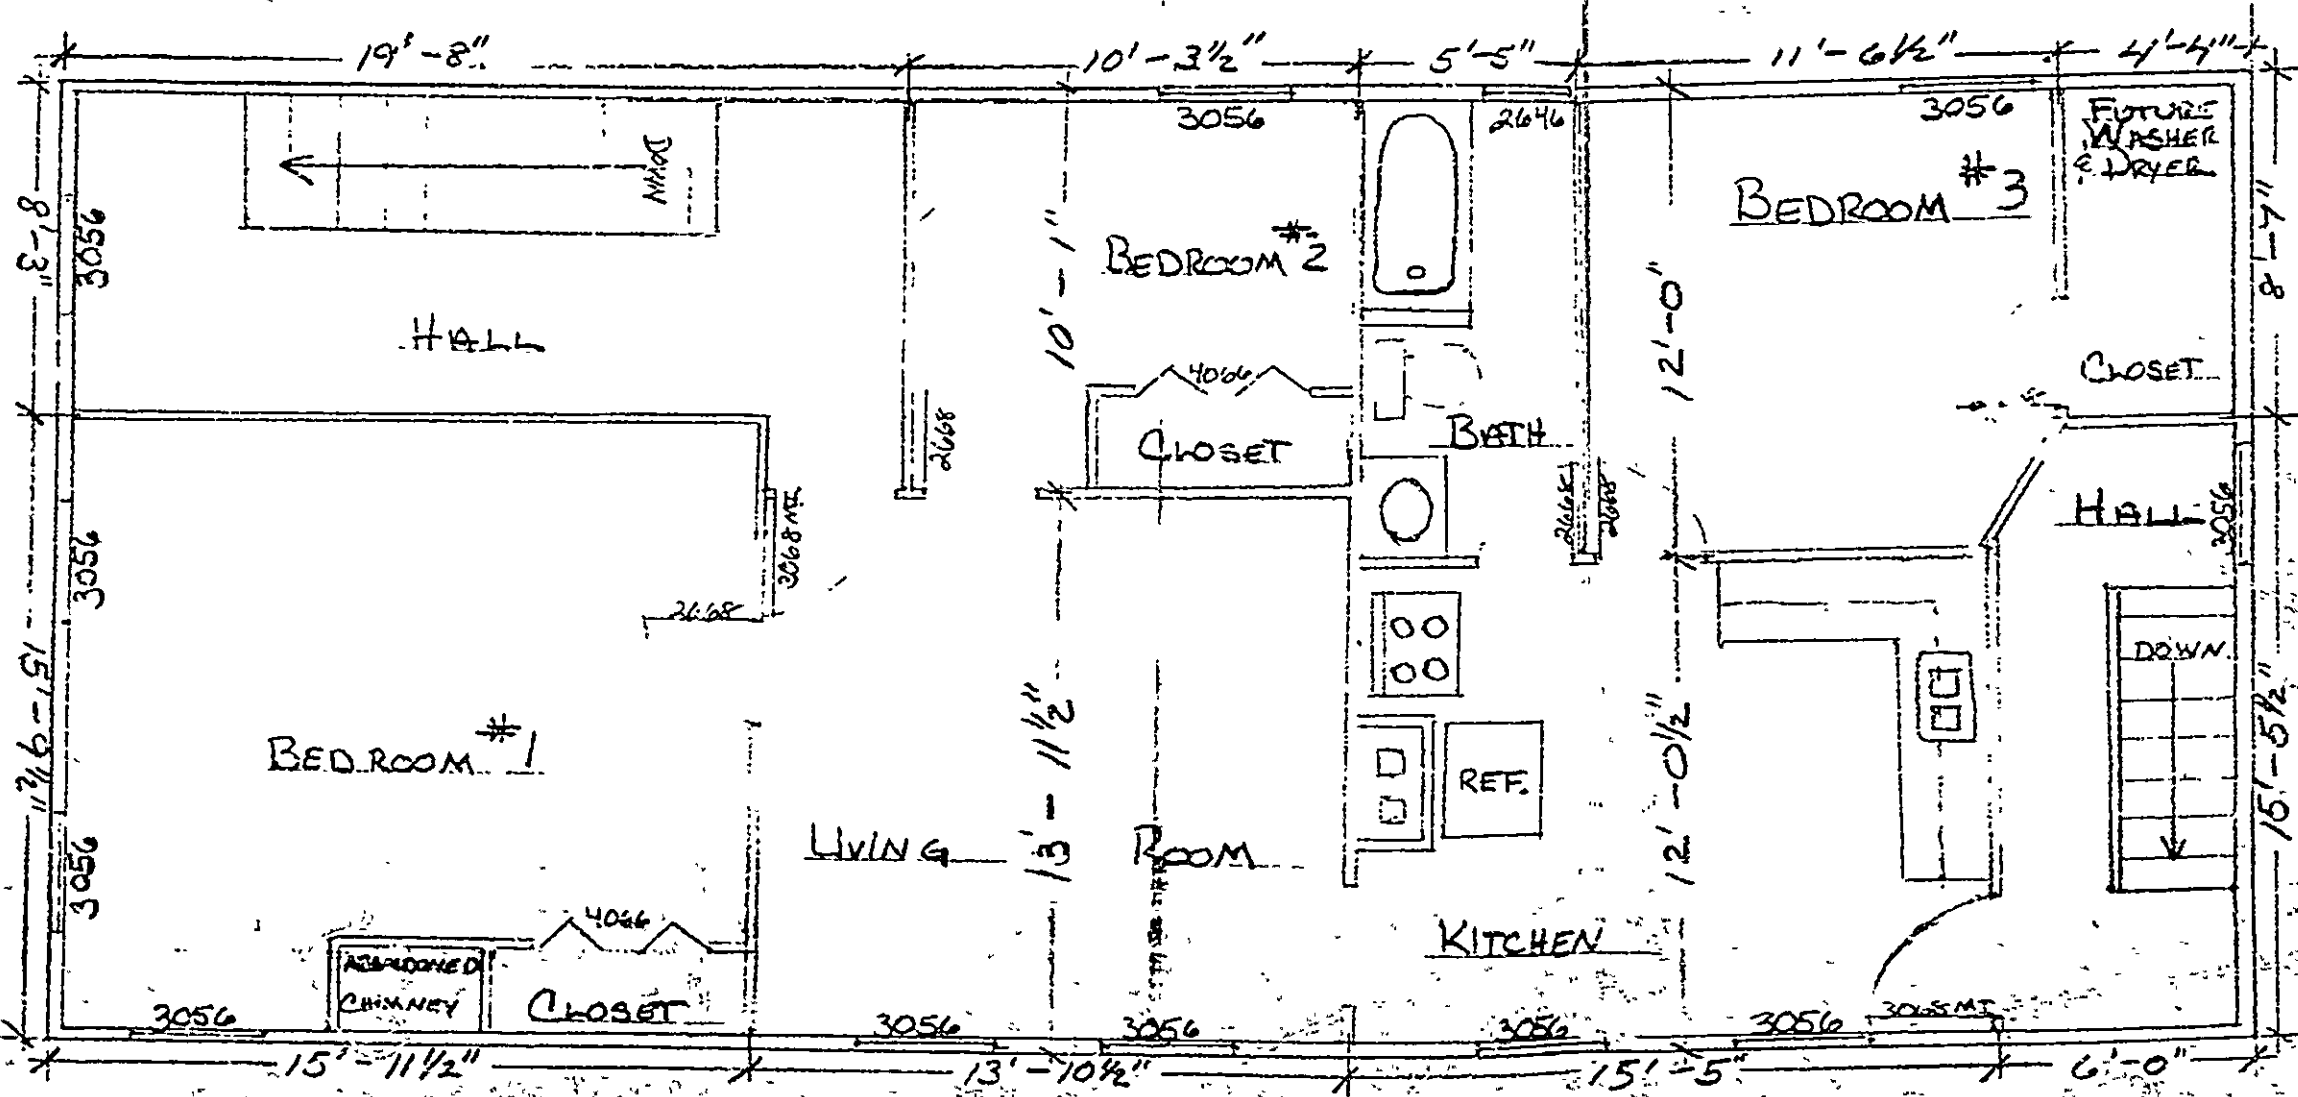 19'-8"
10'-3½"
5'-5"
11'-6½"
4'-4"
3056
2646
3056
FUTURE
WASHER
& DRYER
DOWN
8'-3"
3056
HALL
BEDROOM #2
10'-1"
BEDROOM #3
12'-0"
8'-7"
4066
CLOSET
2668
BATH
2668
2668
CLOSET
HALL
3056
3068 MI
2668
3056
15'-9½"
DOWN
BEDROOM #1
13'-11½"
12'-0½"
15'-5½"
REF.
LIVING ROOM
3056
4066
KITCHEN
ABANDONED
CHIMNEY
CLOSET
3056
3056
3056
3056
3056
3068 MI
15'-11½"
13'-10½"
15'-5"
6'-0"